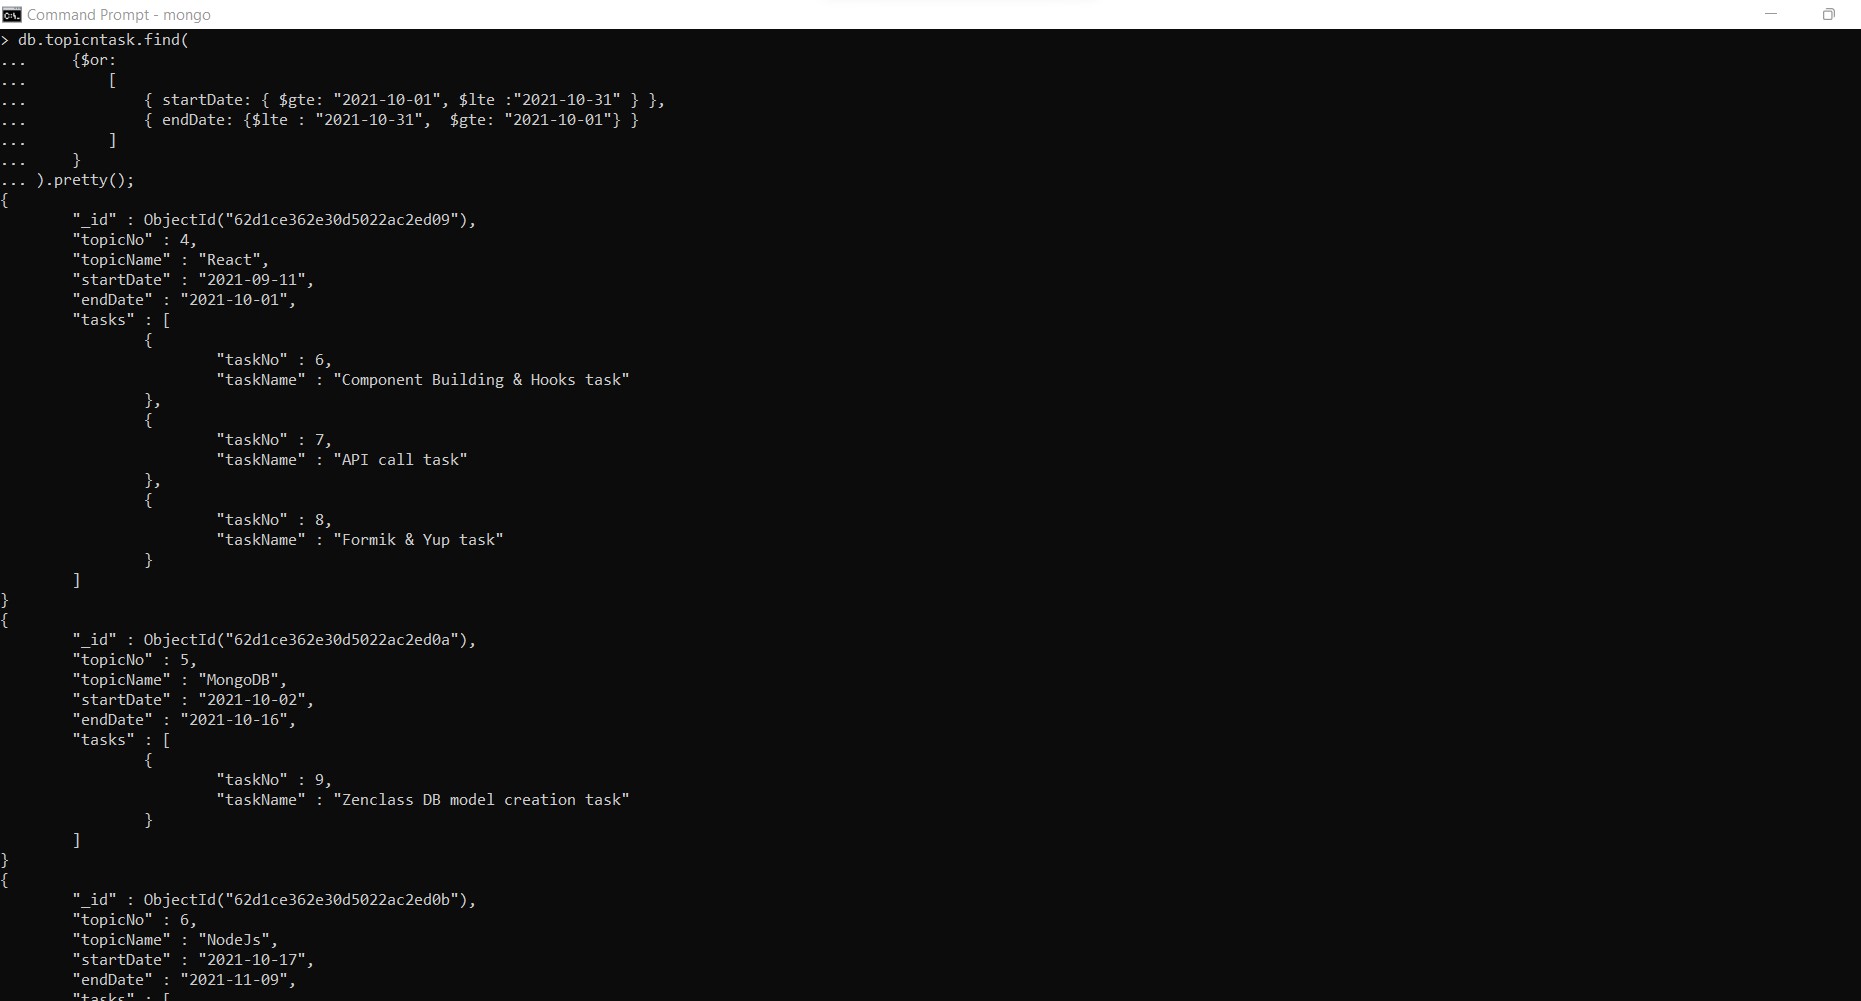 Command Prompt - mongo
> db.topicntask.find(
...     {$or:
...         [
...             { startDate: { $gte: "2021-10-01", $lte :"2021-10-31" } },
...             { endDate: {$lte : "2021-10-31",  $gte: "2021-10-01"} }
...         ]
...     }
... ).pretty();
{
        "_id" : ObjectId("62d1ce362e30d5022ac2ed09"),
        "topicNo" : 4,
        "topicName" : "React",
        "startDate" : "2021-09-11",
        "endDate" : "2021-10-01",
        "tasks" : [
                {
                        "taskNo" : 6,
                        "taskName" : "Component Building & Hooks task"
                },
                {
                        "taskNo" : 7,
                        "taskName" : "API call task"
                },
                {
                        "taskNo" : 8,
                        "taskName" : "Formik & Yup task"
                }
        ]
}
{
        "_id" : ObjectId("62d1ce362e30d5022ac2ed0a"),
        "topicNo" : 5,
        "topicName" : "MongoDB",
        "startDate" : "2021-10-02",
        "endDate" : "2021-10-16",
        "tasks" : [
                {
                        "taskNo" : 9,
                        "taskName" : "Zenclass DB model creation task"
                }
        ]
}
{
        "_id" : ObjectId("62d1ce362e30d5022ac2ed0b"),
        "topicNo" : 6,
        "topicName" : "NodeJs",
        "startDate" : "2021-10-17",
        "endDate" : "2021-11-09",
        "tasks" : [